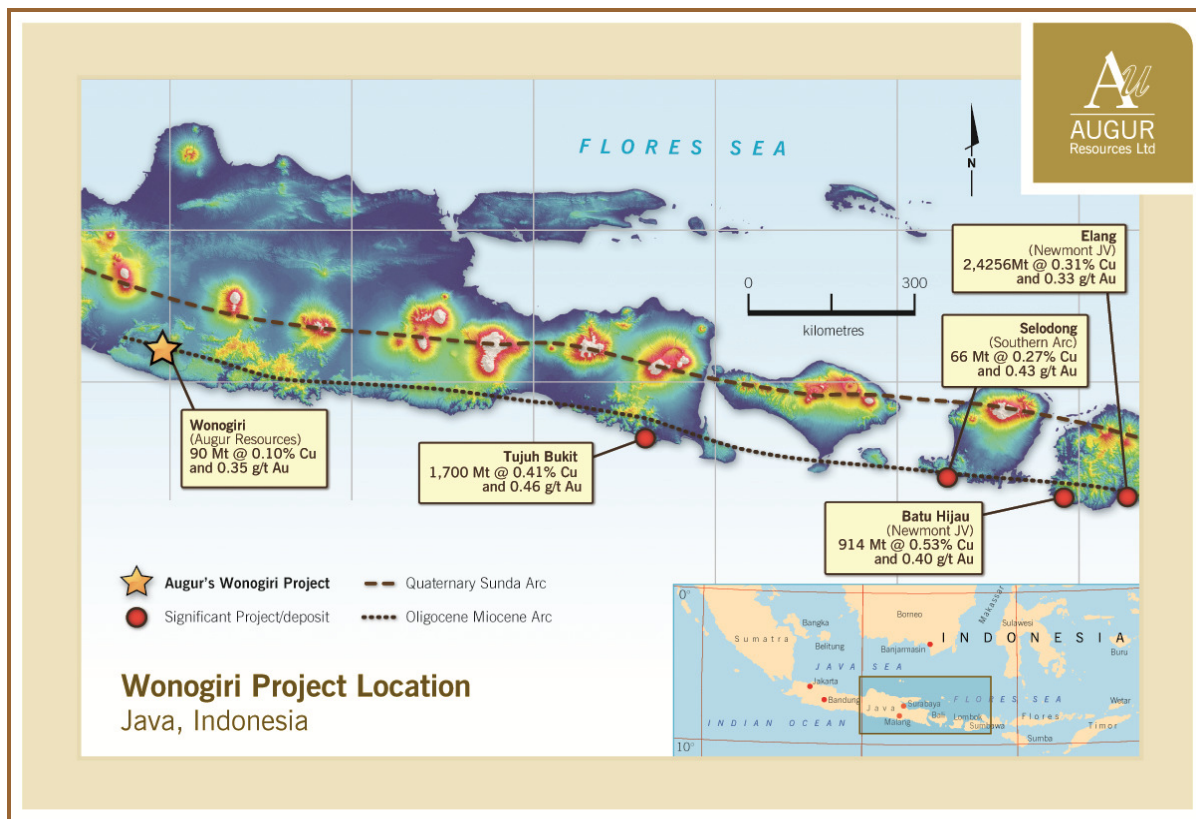 Au
AUGUR
Resources Ltd
FLORES SEA
N
Elang
(Newmont JV)
2,4256Mt @ 0.31% Cu
and 0.33 g/t Au
0 300
kilometres
Selodong
(Southern Arc)
66 Mt @ 0.27% Cu
and 0.43 g/t Au
Wonogiri
(Augur Resources)
90 Mt @ 0.10% Cu
and 0.35 g/t Au
Tujuh Bukit
1,700 Mt @ 0.41% Cu
and 0.46 g/t Au
Batu Hijau
(Newmont JV)
914 Mt @ 0.53% Cu
and 0.40 g/t Au
Augur's Wonogiri Project
Quaternary Sunda Arc
Significant Project/deposit
Oligocene Miocene Arc
Wonogiri Project Location
Java, Indonesia
0°
Sumatra
Bangka
Belitung
Borneo
Banjarmasin
Makassar
Sulawesi
INDONESIA
Buru
JAVA SEA
Jakarta
Bandung
Java
Surabaya
Malang
Bali
Lombok
Sumbawa
FLORES SEA
Flores
Wetar
Timor
Sumba
INDIAN OCEAN
10°